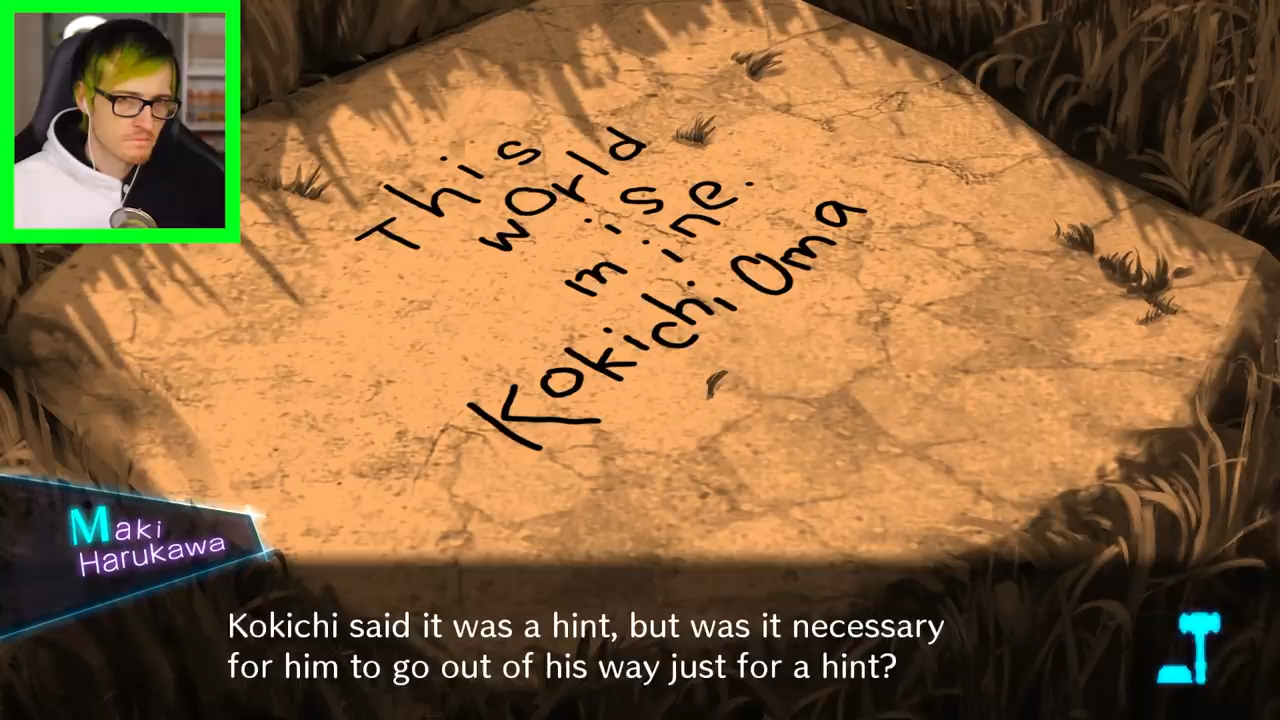 This
world
is
mine.
Kokichi Oma
Maki
Harukawa
Kokichi said it was a hint, but was it necessary
for him to go out of his way just for a hint?